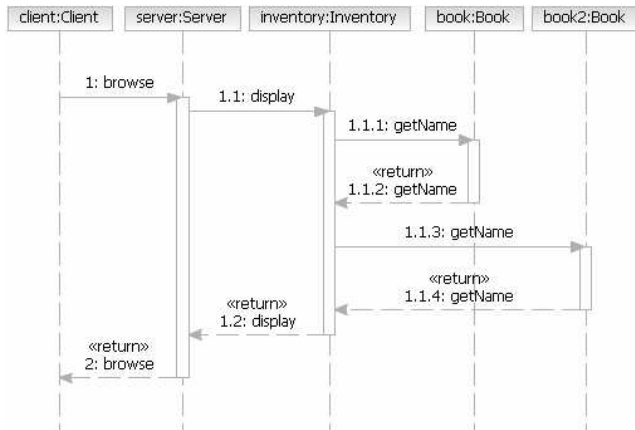 client:Client
server:Server
inventory:Inventory
book:Book
book2:Book
1: browse
1.1: display
1.1.1: getName
«return»
1.1.2: getName
1.1.3: getName
«return»
1.1.4: getName
«return»
1.2: display
«return»
2: browse